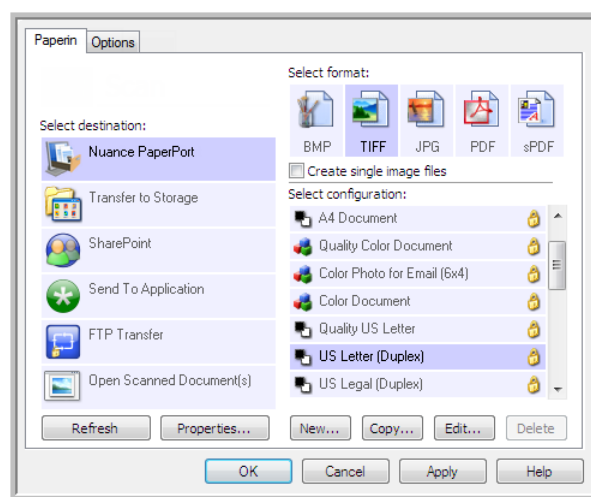 Paperin
Options
Select destination:
Nuance PaperPort
Transfer to Storage
SharePoint
Send To Application
FTP Transfer
Open Scanned Document(s)
Refresh
Properties...
Select format:
BMP
TIFF
JPG
PDF
sPDF
Create single image files
Select configuration:
A4 Document
Quality Color Document
Color Photo for Email (6x4)
Color Document
Quality US Letter
US Letter (Duplex)
US Legal (Duplex)
New...
Copy...
Edit...
Delete
OK
Cancel
Apply
Help